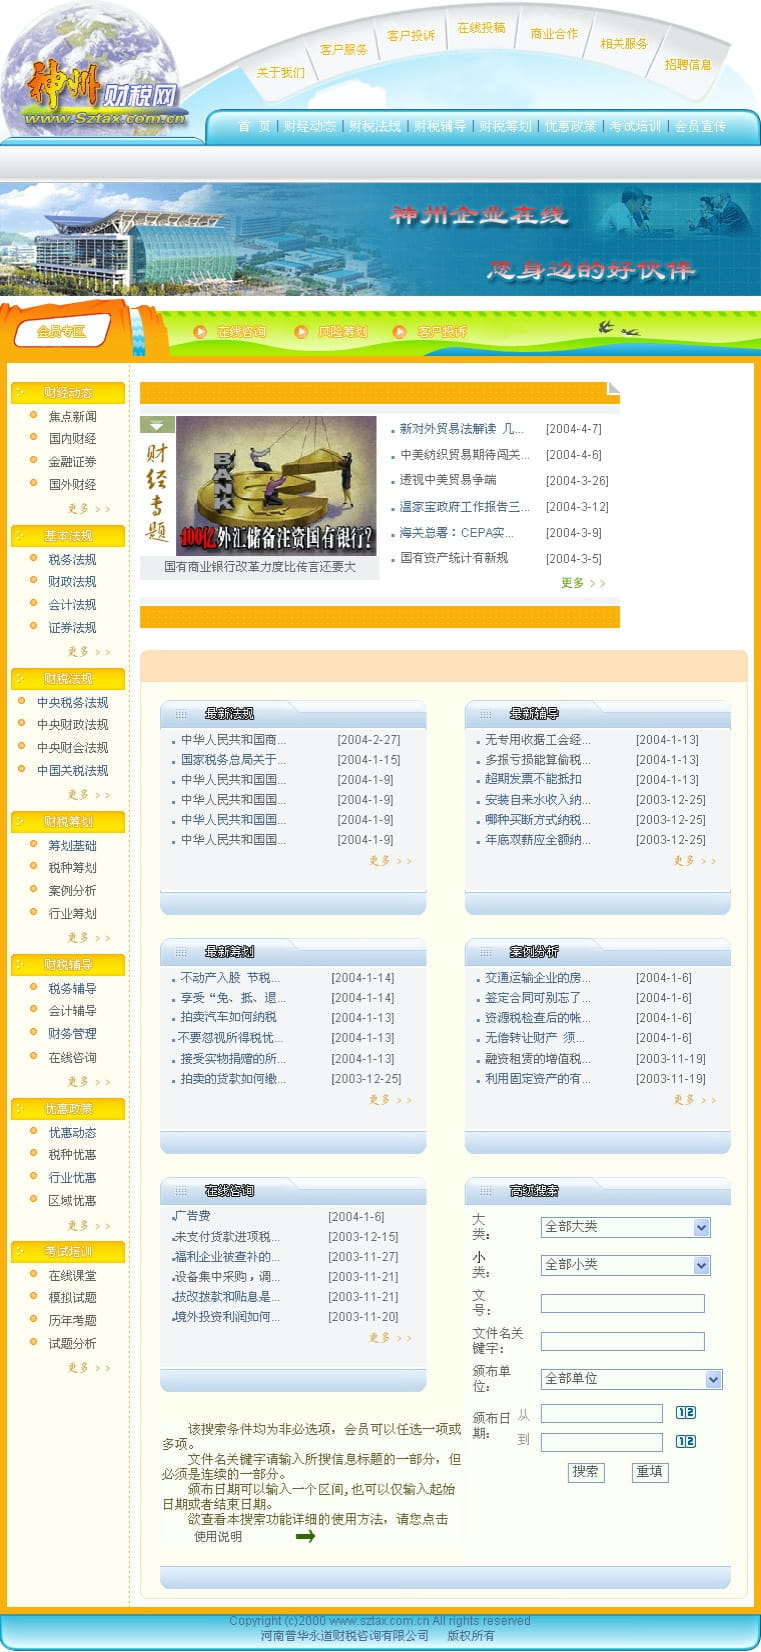 关于我们
客户服务
客户投诉
在线投稿
商业合作
相关服务
招聘信息
神州财税网
www.Sztax.com.cn
首 页 | 财经动态 | 财税法规 | 财税辅导 | 财税筹划 | 优惠政策 | 考试培训 | 会员宣传
神州企业在线
您身边的好伙伴
会员专区
在线咨询
风险筹划
客户投诉
财经动态
焦点新闻
国内财经
金融证券
国外财经
更多 >>
基本法规
税务法规
财政法规
会计法规
证券法规
更多 >>
财税法规
中央税务法规
中央财政法规
中央财会法规
中国关税法规
更多 >>
财税筹划
筹划基础
税种筹划
案例分析
行业筹划
更多 >>
财税辅导
税务辅导
会计辅导
财务管理
在线咨询
更多 >>
优惠政策
优惠动态
税种优惠
行业优惠
区域优惠
更多 >>
考试培训
在线课堂
模拟试题
历年考题
试题分析
更多 >>
财经专题
BANK
400亿外汇储备注资国有银行?
国有商业银行改革力度比传言还要大
新对外贸易法解读 几... [2004-4-7]
中美纺织贸易期待闯关... [2004-4-6]
透视中美贸易争端 [2004-3-26]
温家宝政府工作报告三... [2004-3-12]
海关总署：CEPA实... [2004-3-9]
国有资产统计有新规 [2004-3-5]
更多 >>
最新法规
中华人民共和国商... [2004-2-27]
国家税务总局关于... [2004-1-15]
中华人民共和国国... [2004-1-9]
中华人民共和国国... [2004-1-9]
中华人民共和国国... [2004-1-9]
中华人民共和国国... [2004-1-9]
更多 >>
最新辅导
无专用收据工会经... [2004-1-13]
多报亏损能算偷税... [2004-1-13]
超期发票不能抵扣 [2004-1-13]
安装自来水收入纳... [2003-12-25]
哪种买断方式纳税... [2003-12-25]
年底双薪应全额纳... [2003-12-25]
更多 >>
最新筹划
不动产入股 节税... [2004-1-14]
享受“免、抵、退... [2004-1-14]
拍卖汽车如何纳税 [2004-1-13]
不要忽视所得税优... [2004-1-13]
接受实物捐赠的所... [2004-1-13]
拍卖的货款如何缴... [2003-12-25]
更多 >>
案例分析
交通运输企业的房... [2004-1-6]
签定合同可别忘了... [2004-1-6]
资源税检查后的帐... [2004-1-6]
无偿转让财产 须... [2004-1-6]
融资租赁的增值税... [2003-11-19]
利用固定资产的有... [2003-11-19]
更多 >>
在线咨询
广告费 [2004-1-6]
未支付货款进项税... [2003-12-15]
福利企业被查补的... [2003-11-27]
设备集中采购，调... [2003-11-21]
技改拨款和贴息是... [2003-11-21]
境外投资利润如何... [2003-11-20]
更多 >>
高级搜索
大类： 全部大类
小类： 全部小类
文号：
文件名关键字：
颁布单位： 全部单位
颁布日期： 从
到
搜索 重填
该搜索条件均为非必选项，会员可以任选一项或
多项。
文件名关键字请输入所搜信息标题的一部分，但
必须是连续的一部分。
颁布日期可以输入一个区间,也可以仅输入起始
日期或者结束日期。
欲查看本搜索功能详细的使用方法，请您点击
使用说明
Copyright (c)2000 www.sztax.com.cn All rights reserved
河南普华永道财税咨询有限公司 版权所有